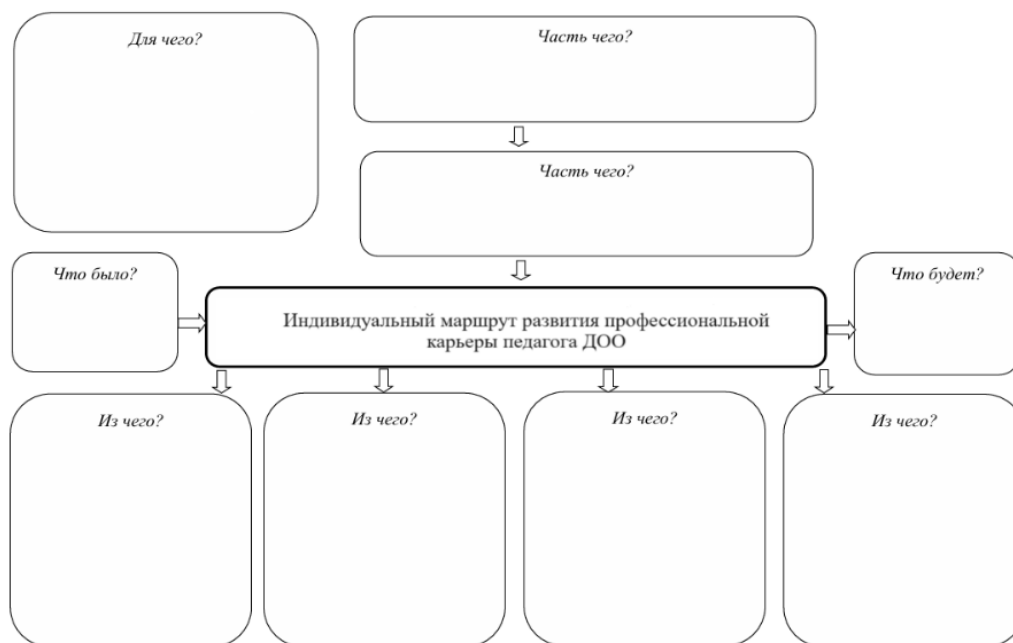 Для чего?
Часть чего?
Часть чего?
Что было?
Что будет?
Индивидуальный маршрут развития профессиональной
карьеры педагога ДОО
Из чего?
Из чего?
Из чего?
Из чего?